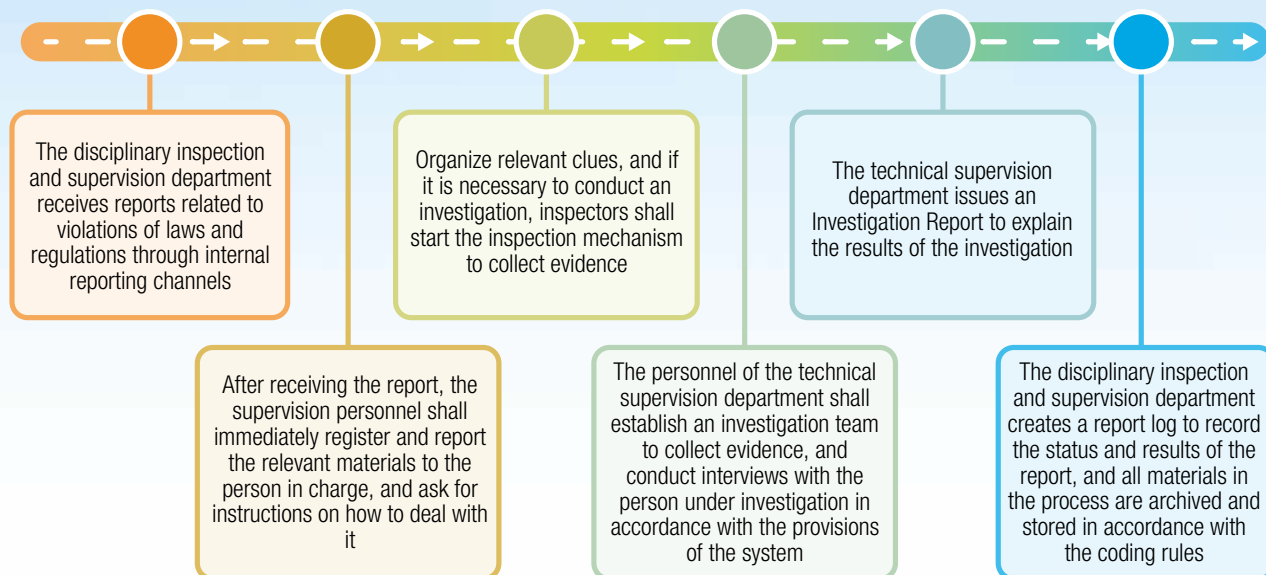 The disciplinary inspection
and supervision department
receives reports related to
violations of laws and
regulations through internal
reporting channels
After receiving the report, the
supervision personnel shall
immediately register and report
the relevant materials to the
person in charge, and ask for
instructions on how to deal with
it
Organize relevant clues, and if
it is necessary to conduct an
investigation, inspectors shall
start the inspection mechanism
to collect evidence
The personnel of the technical
supervision department shall
establish an investigation team
to collect evidence, and
conduct interviews with the
person under investigation in
accordance with the provisions
of the system
The technical supervision
department issues an
Investigation Report to explain
the results of the investigation
The disciplinary inspection
and supervision department
creates a report log to record
the status and results of the
report, and all materials in
the process are archived and
stored in accordance with
the coding rules